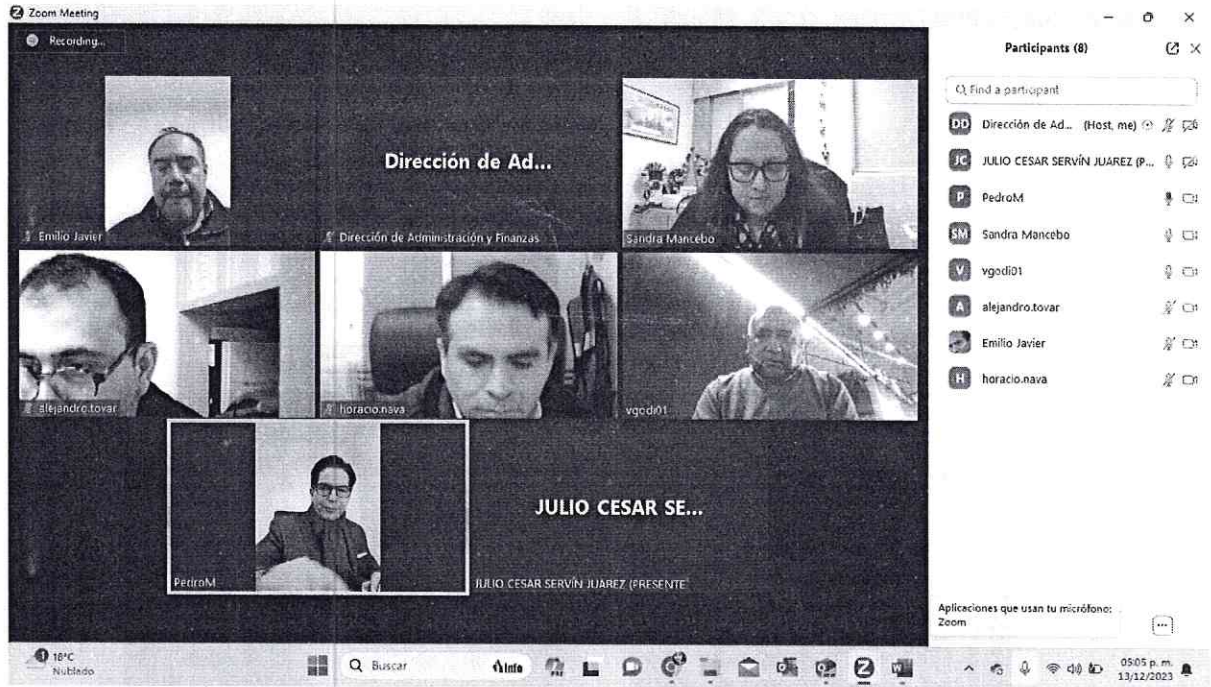 Zoom Meeting
Recording...
Participants (8)
Find a participant
Dirección de Ad...
Emilio Javier
Dirección de Administración y Finanzas
Sandra Mancebo
alejandro.tovar
horacio.nava
vgodi01
PedroM
JULIO CESAR SE...
JULIO CESAR SERVÍN JUAREZ (PRESENTE
DD Dirección de Ad... (Host, me)
JC JULIO CESAR SERVÍN JUAREZ (P...
P PedroM
SM Sandra Mancebo
V vgodi01
A alejandro.tovar
Emilio Javier
H horacio.nava
Aplicaciones que usan tu micrófono:
Zoom
1
18°C
Nublado
Buscar
Info
05:05 p. m.
13/12/2023